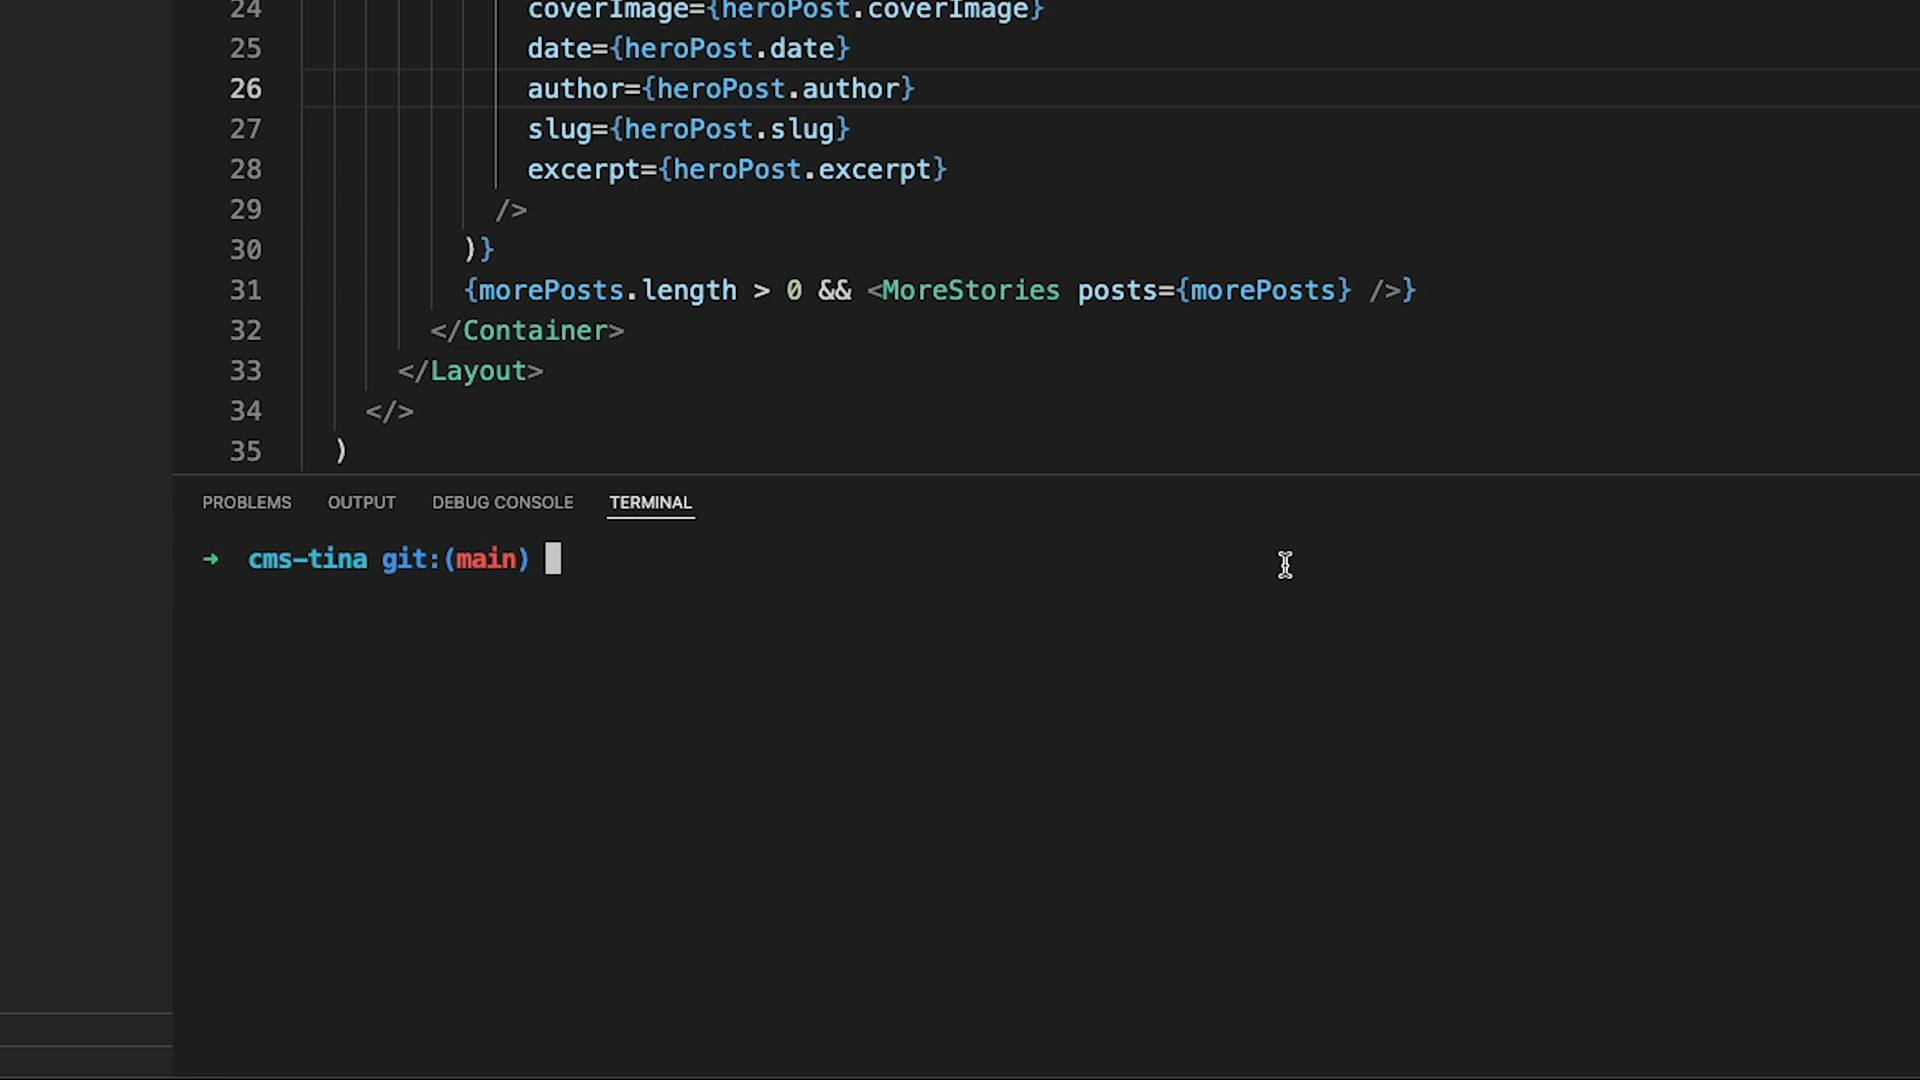 24 coverImage={heroPost.coverImage}
25 date={heroPost.date}
26 author={heroPost.author}
27 slug={heroPost.slug}
28 excerpt={heroPost.excerpt}
29 />
30 )}
31 {morePosts.length > 0 && <MoreStories posts={morePosts} />}
32 </Container>
33 </Layout>
34 </>
35 )
PROBLEMS OUTPUT DEBUG CONSOLE TERMINAL
➜ cms-tina git:(main)